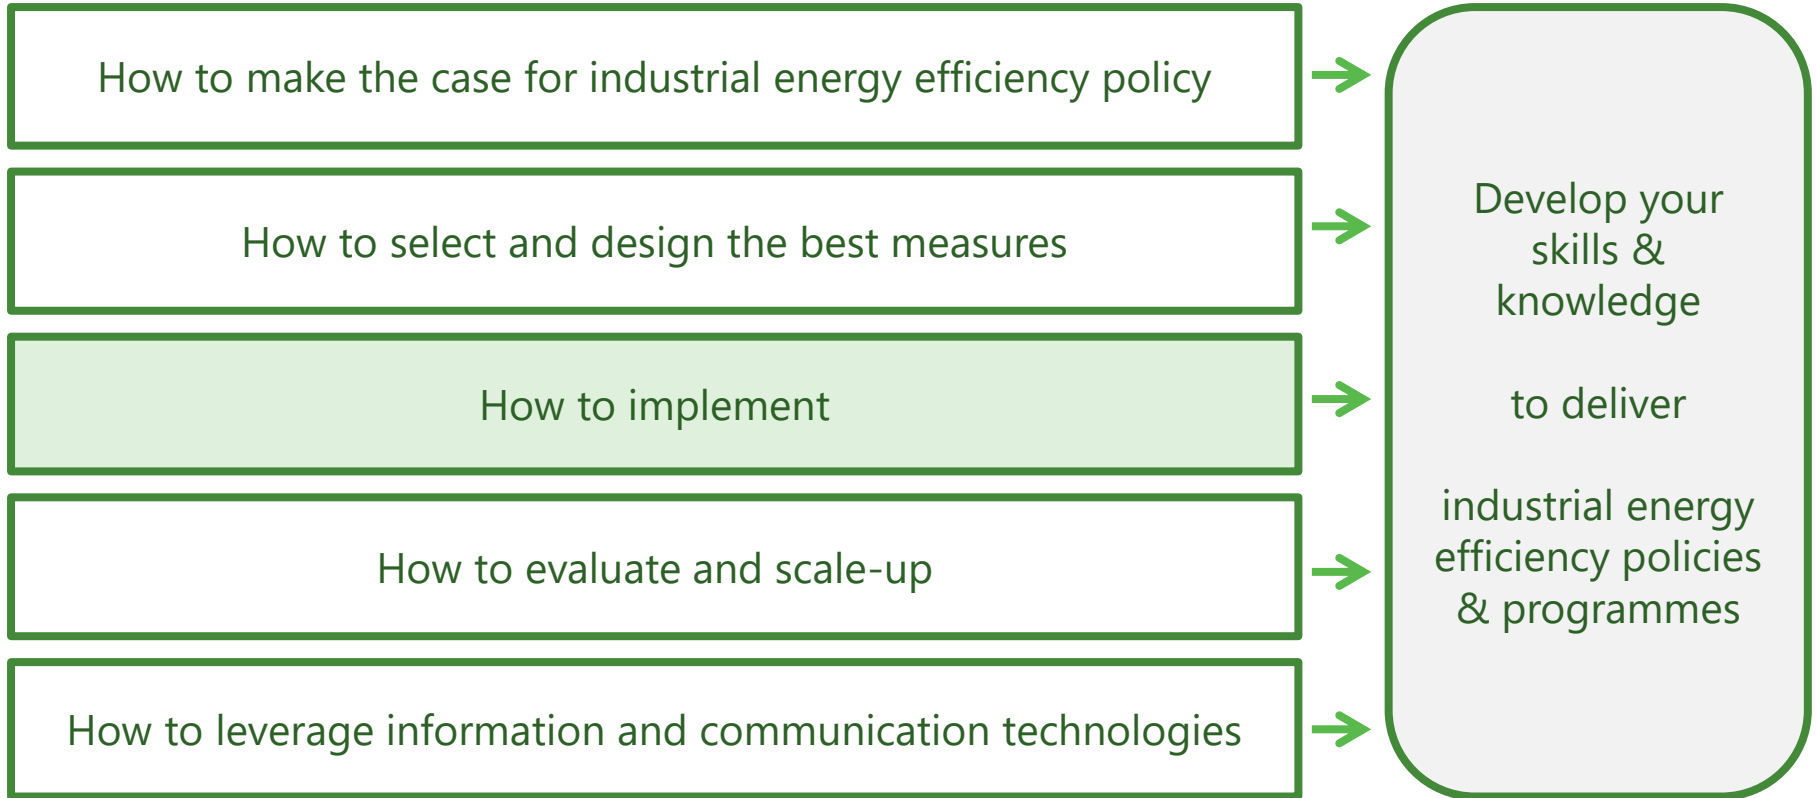 How to make the case for industrial energy efficiency policy
How to select and design the best measures
How to implement
How to evaluate and scale-up
How to leverage information and communication technologies
Develop your
skills &
knowledge
to deliver
industrial energy
efficiency policies
& programmes